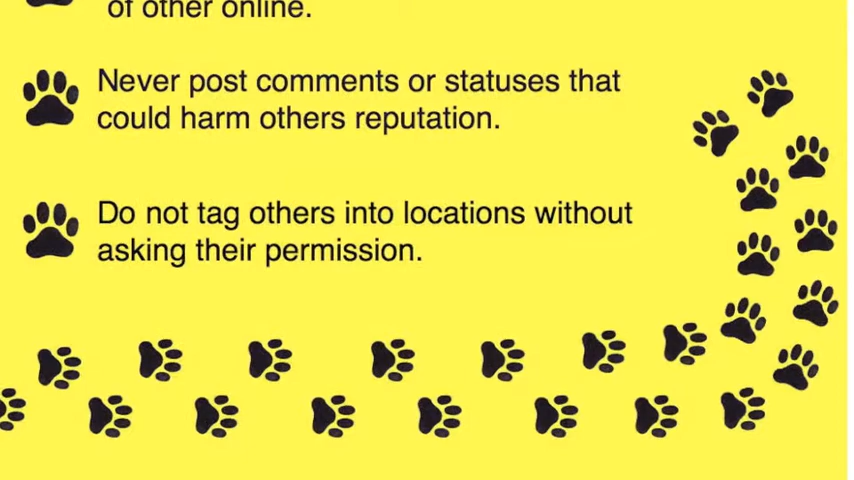 of other online.
Never post comments or statuses that
could harm others reputation.
Do not tag others into locations without
asking their permission.